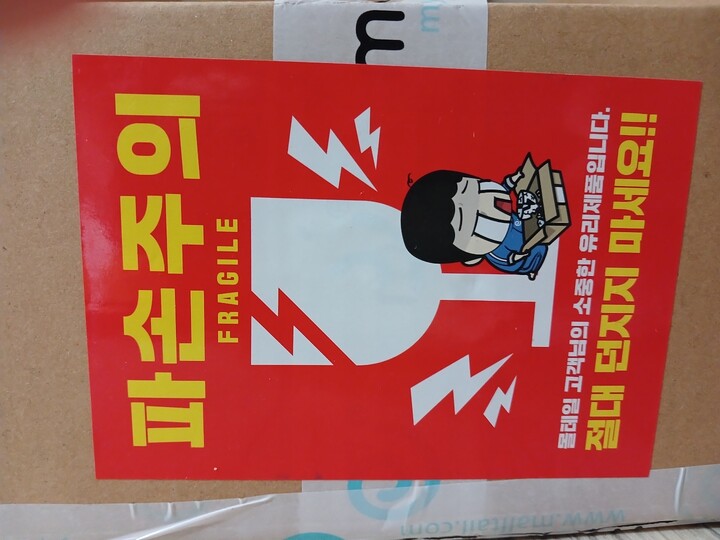 파손주의
FRAGILE
몰테일 고객님의 소중한 유리제품입니다.
절대 던지지 마세요!!
m
www.malltail.com